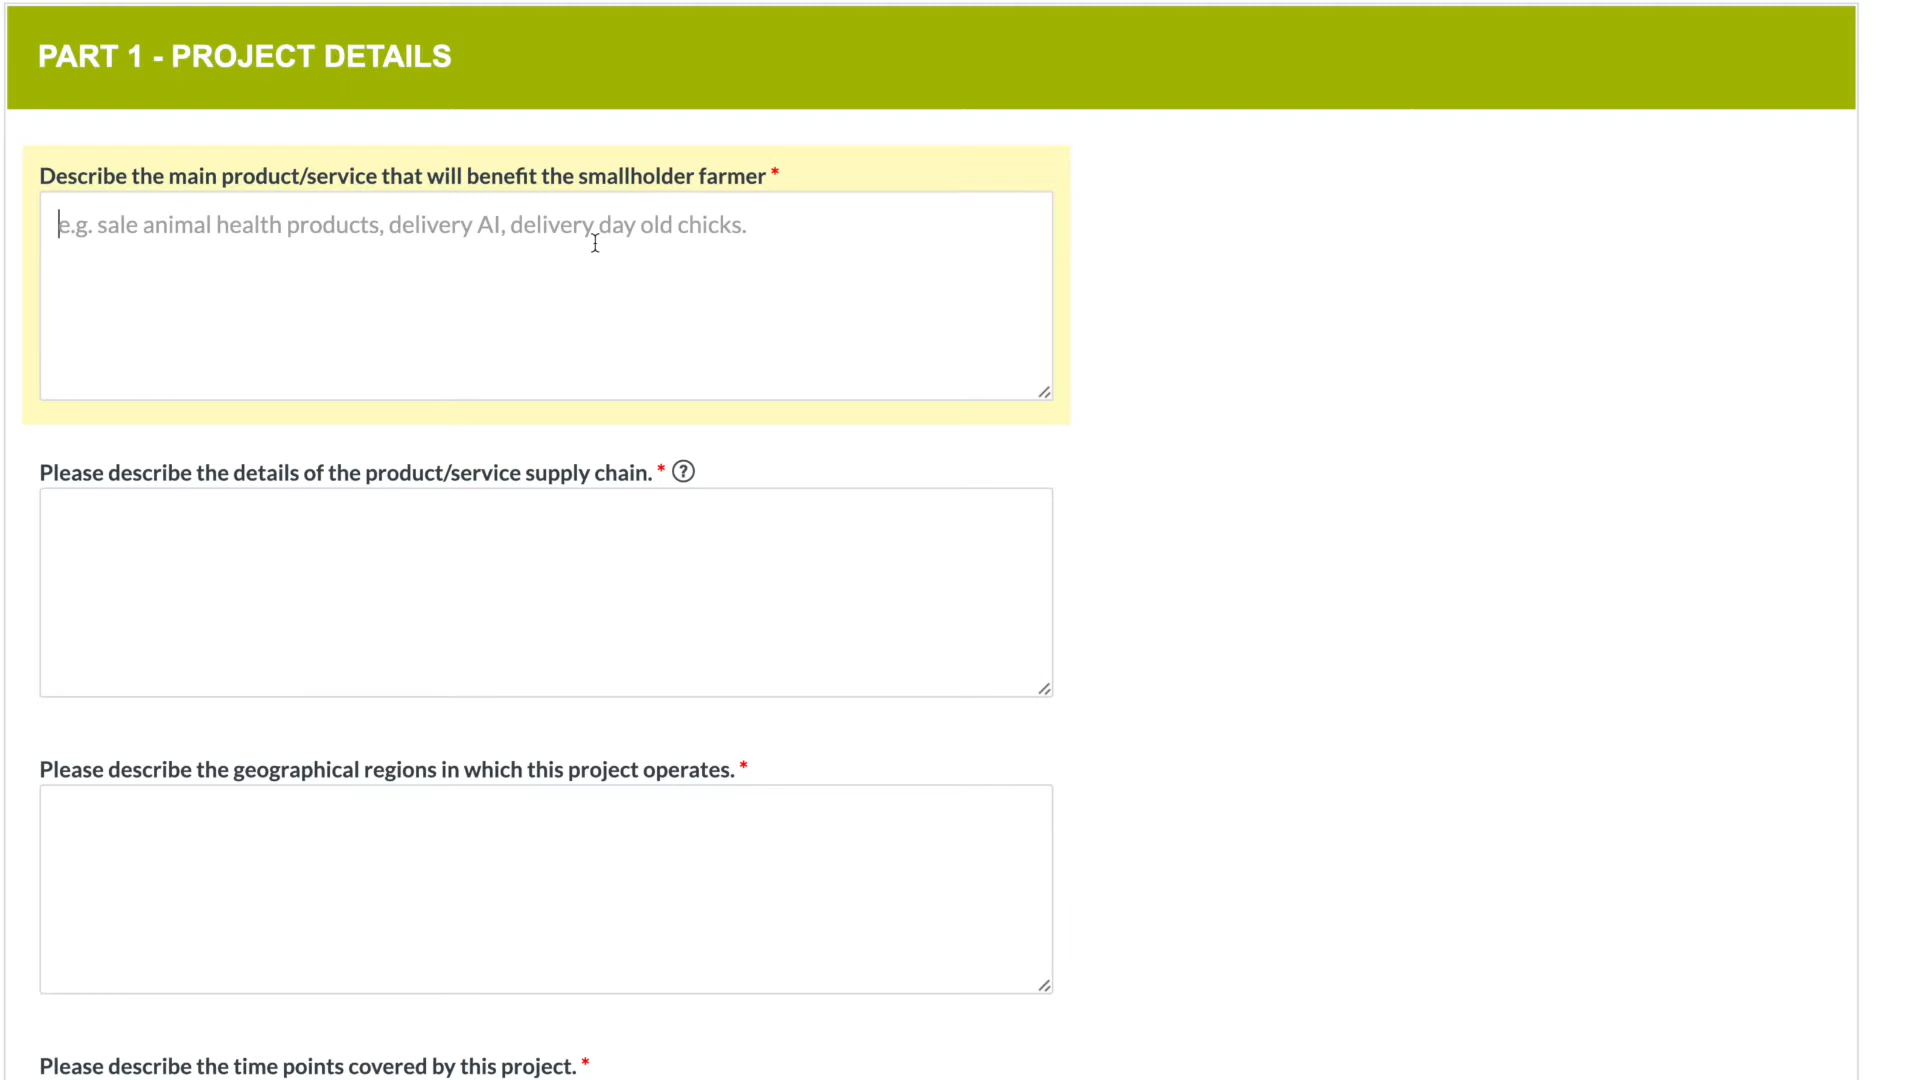 PART 1 - PROJECT DETAILS
Describe the main product/service that will benefit the smallholder farmer *
e.g. sale animal health products, delivery AI, delivery day old chicks.
Please describe the details of the product/service supply chain. * ?
Please describe the geographical regions in which this project operates. *
Please describe the time points covered by this project. *